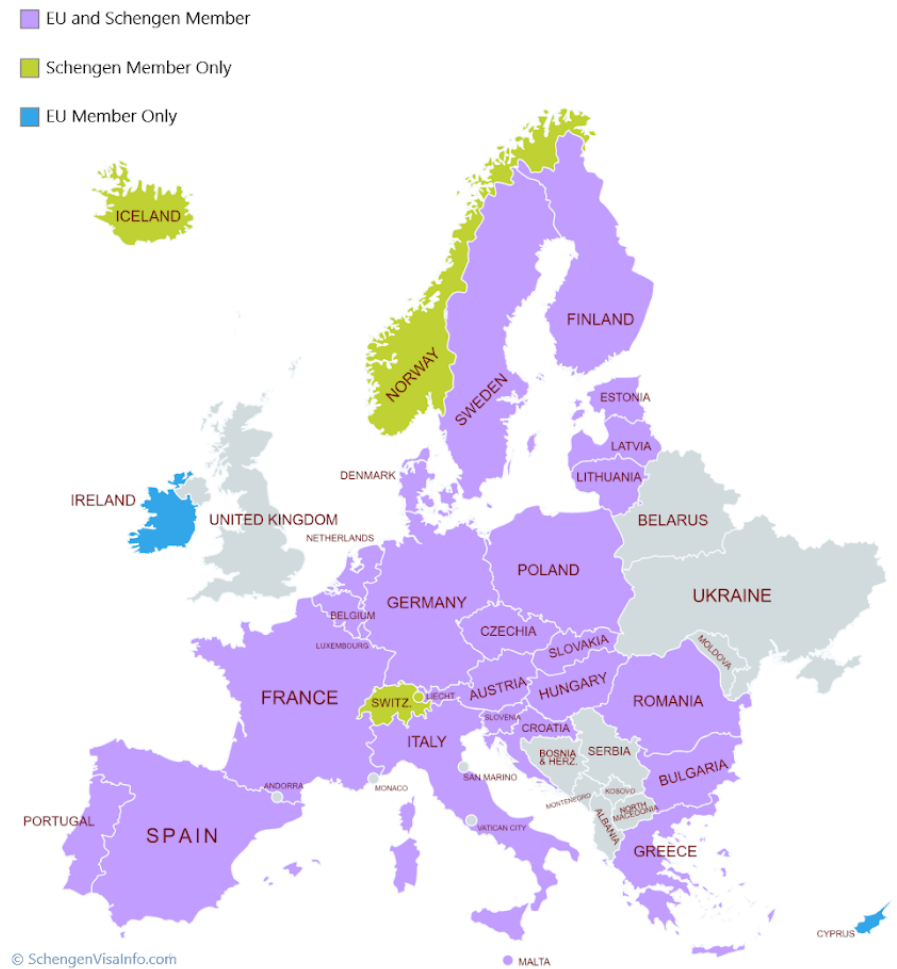 EU and Schengen Member
Schengen Member Only
EU Member Only
ICELAND
FINLAND
NORWAY
SWEDEN
ESTONIA
LATVIA
DENMARK
LITHUANIA
IRELAND
UNITED KINGDOM
BELARUS
NETHERLANDS
POLAND
UKRAINE
GERMANY
BELGIUM
CZECHIA
LUXEMBOURG
SLOVAKIA
MOLDOVA
FRANCE
SWITZ.
LIECHT
AUSTRIA
HUNGARY
ROMANIA
SLOVENIA
CROATIA
ITALY
BOSNIA
& HERZ.
SERBIA
BULGARIA
SAN MARINO
ANDORRA
MONACO
KOSOVO
MONTENEGRO
NORTH
MACEDONIA
ALBANIA
PORTUGAL
SPAIN
VATICAN CITY
GREECE
CYPRUS
MALTA
© SchengenVisaInfo.com